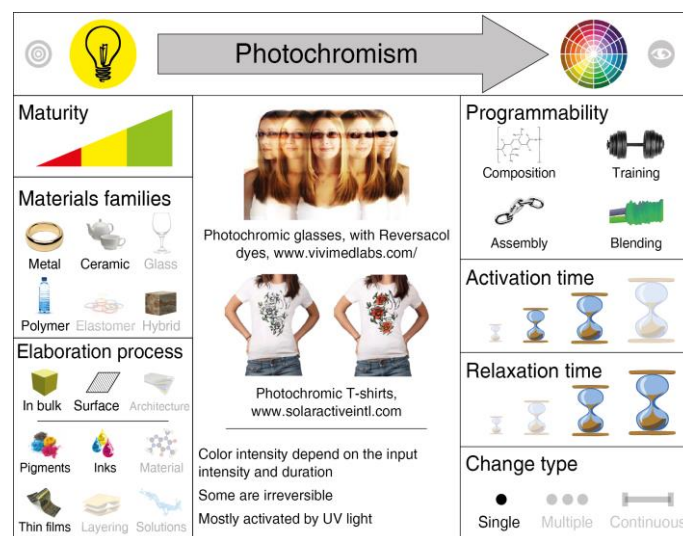 Photochromism
Maturity
Materials families
Metal Ceramic Glass
Polymer Elastomer Hybrid
Elaboration process
In bulk Surface Architecture
Pigments Inks Material
Thin films Layering Solutions
Photochromic glasses, with Reversacol
dyes, www.vivimedlabs.com/
Photochromic T-shirts,
www.solaractiveintl.com
Color intensity depend on the input
intensity and duration
Some are irreversible
Mostly activated by UV light
Programmability
Composition Training
Assembly Blending
Activation time
Relaxation time
Change type
Single Multiple Continuous